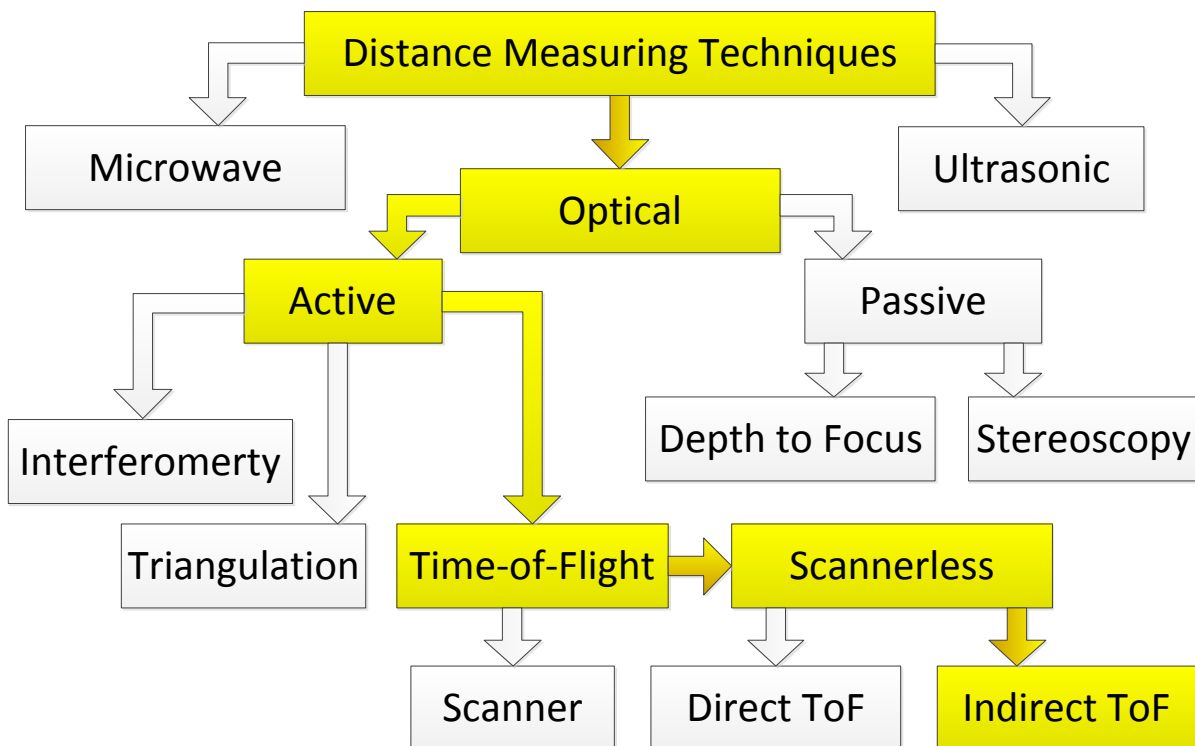 Distance Measuring Techniques
Microwave
Ultrasonic
Optical
Active
Passive
Interferomerty
Depth to Focus
Stereoscopy
Triangulation
Time-of-Flight
Scannerless
Scanner
Direct ToF
Indirect ToF